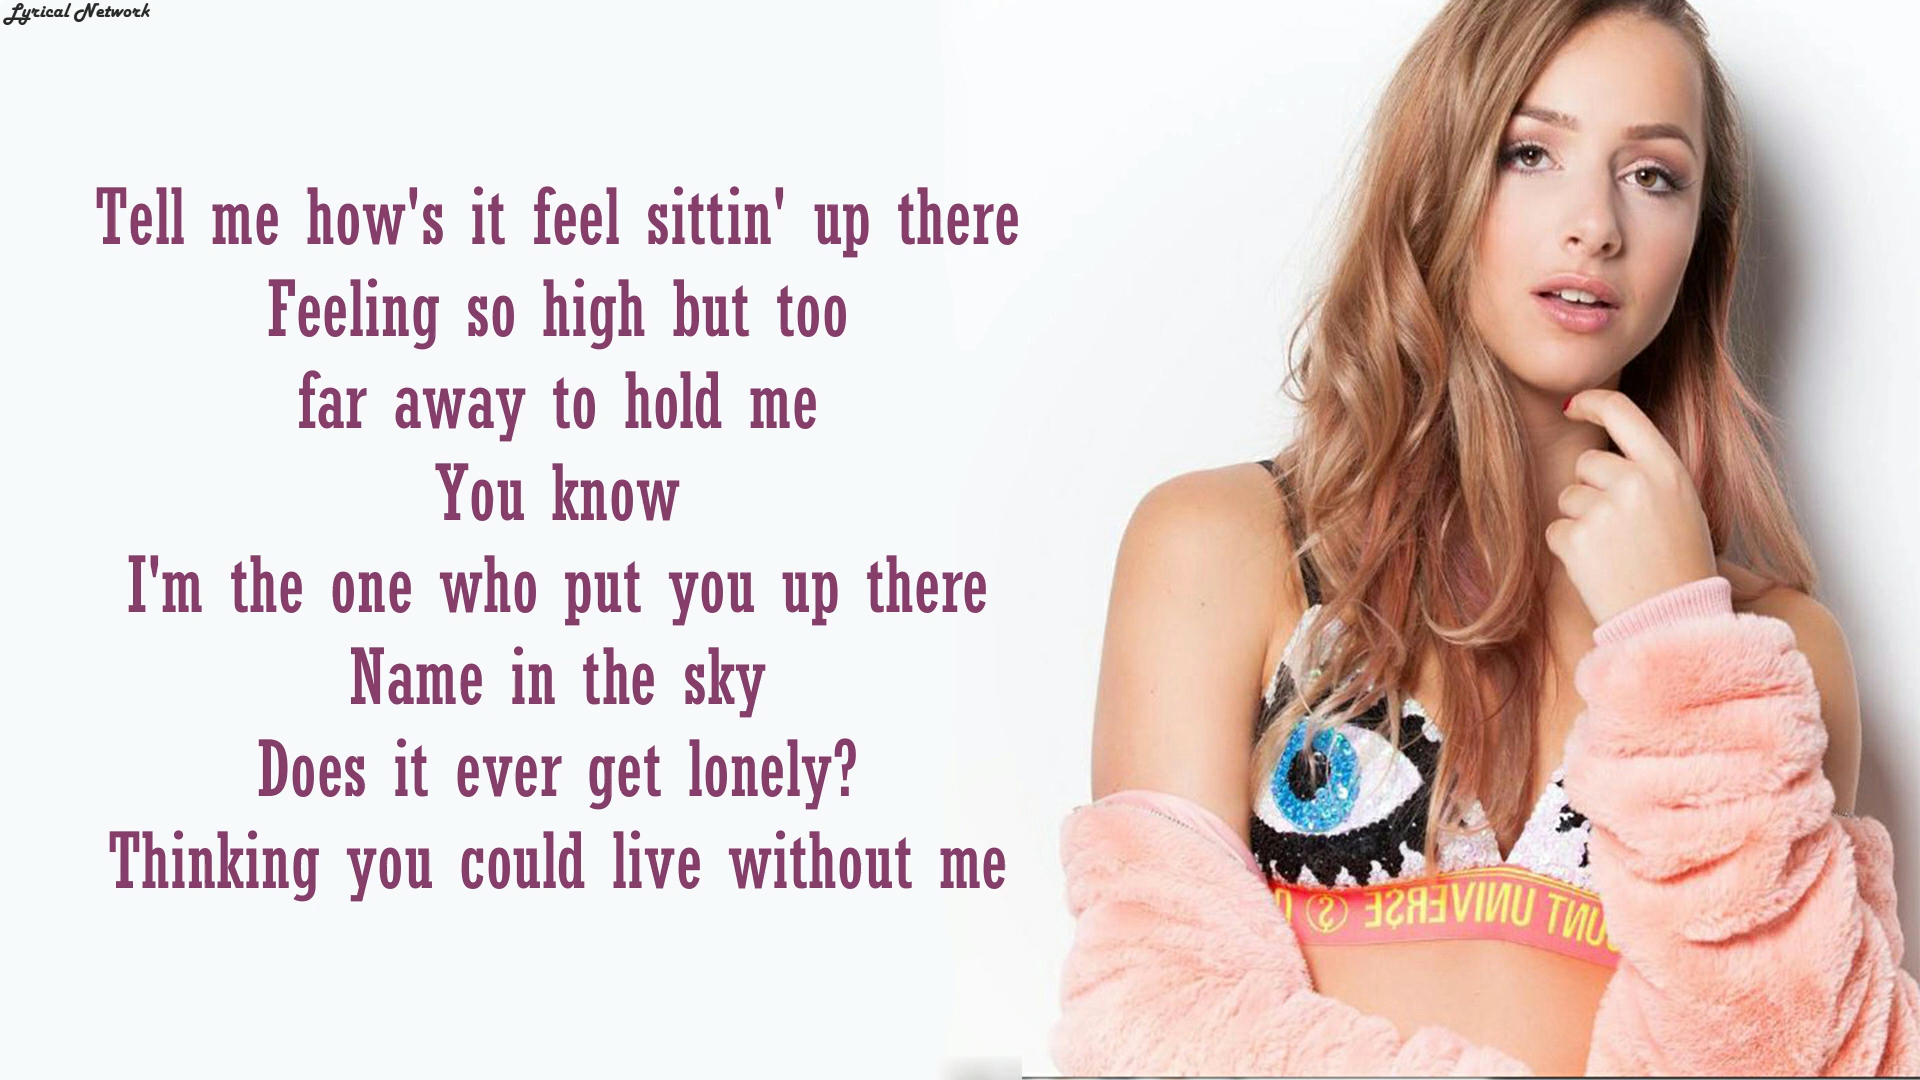 Lyrical Network
Tell me how's it feel sittin' up there
Feeling so high but too
far away to hold me
You know
I'm the one who put you up there
Name in the sky
Does it ever get lonely?
Thinking you could live without me
UNT UNIVER$E $